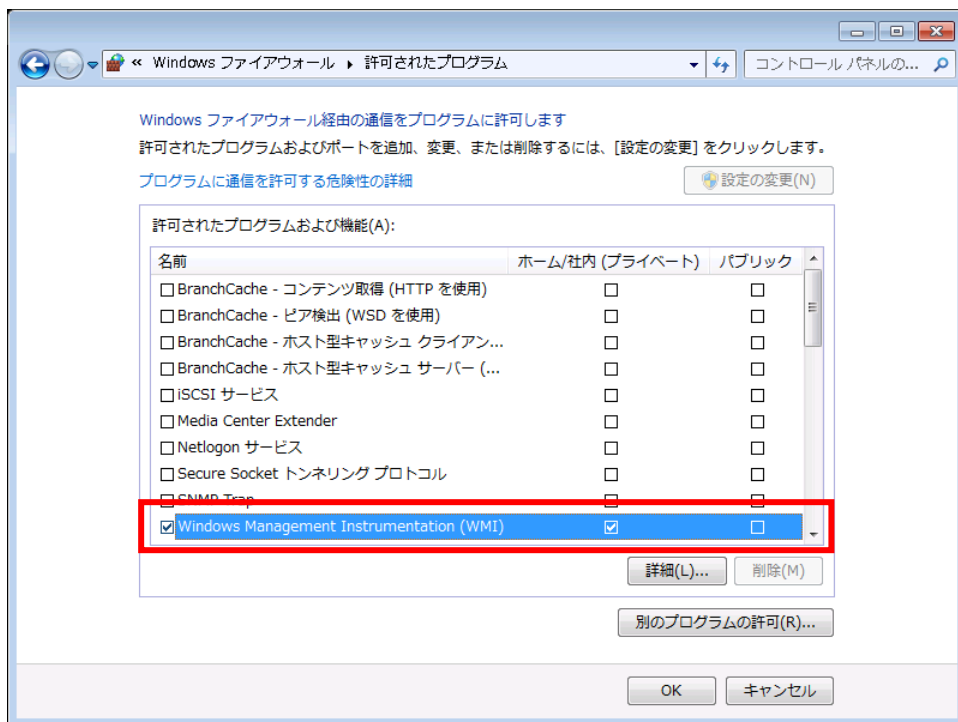 « Windows ファイアウォール ▸ 許可されたプログラム
コントロール パネルの...
Windows ファイアウォール経由の通信をプログラムに許可します
許可されたプログラムおよびポートを追加、変更、または削除するには、[設定の変更] をクリックします。
プログラムに通信を許可する危険性の詳細
設定の変更(N)
許可されたプログラムおよび機能(A):
名前 ホーム/社内 (プライベート) パブリック
BranchCache - コンテンツ取得 (HTTP を使用)
BranchCache - ピア検出 (WSD を使用)
BranchCache - ホスト型キャッシュ クライアン...
BranchCache - ホスト型キャッシュ サーバー (...
iSCSI サービス
Media Center Extender
Netlogon サービス
Secure Socket トンネリング プロトコル
SNMP Trap
Windows Management Instrumentation (WMI)
詳細(L)... 削除(M)
別のプログラムの許可(R)...
OK キャンセル